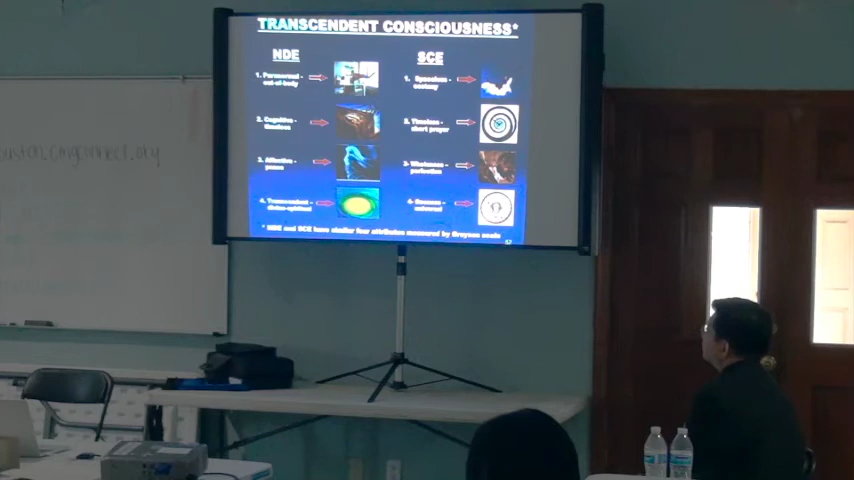 TRANSCENDENT CONSCIOUSNESS*
NDE
SCE
1. Paranormal -
out-of-body
2. Cognitive -
timeless
3. Affective -
peace
4. Transcendent -
divine-spiritual
1.
ecstasy
2. Timeless -
short prayer
3. Wholeness -
perfection
4.
universal
* NDE and SCE have similar four attributes measured by Greyson scale